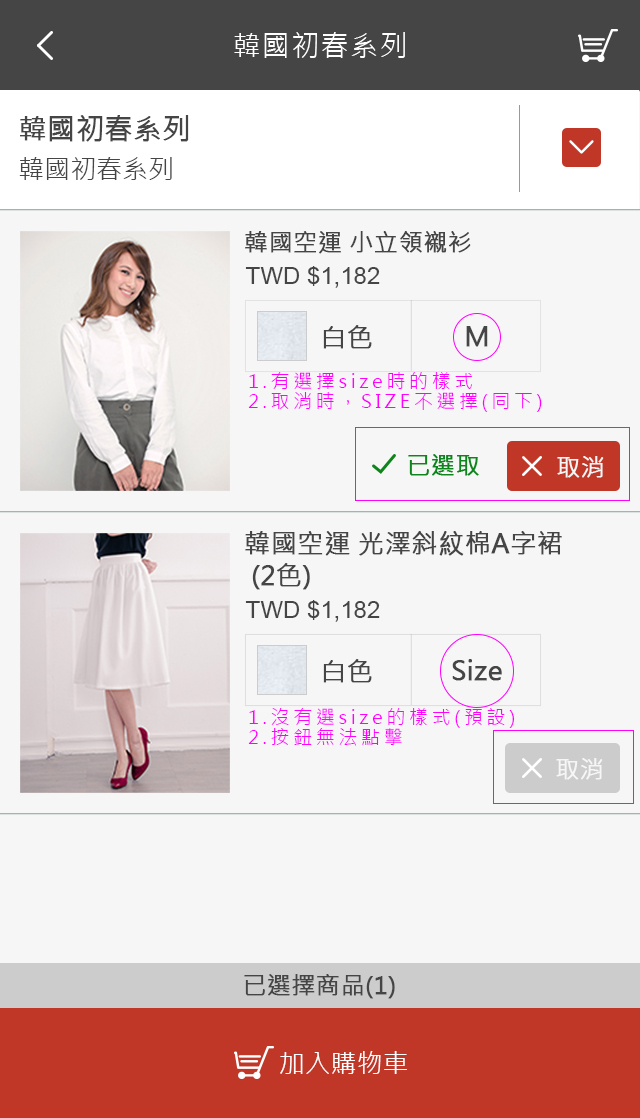 韓國初春系列
韓國初春系列
韓國初春系列
韓國空運 小立領襯衫
TWD $1,182
白色 M
1.有選擇size時的樣式
2.取消時，SIZE不選擇(同下)
已選取 取消
韓國空運 光澤斜紋棉A字裙
(2色)
TWD $1,182
白色 Size
1.沒有選size的樣式(預設)
2.按鈕無法點擊
取消
已選擇商品(1)
加入購物車